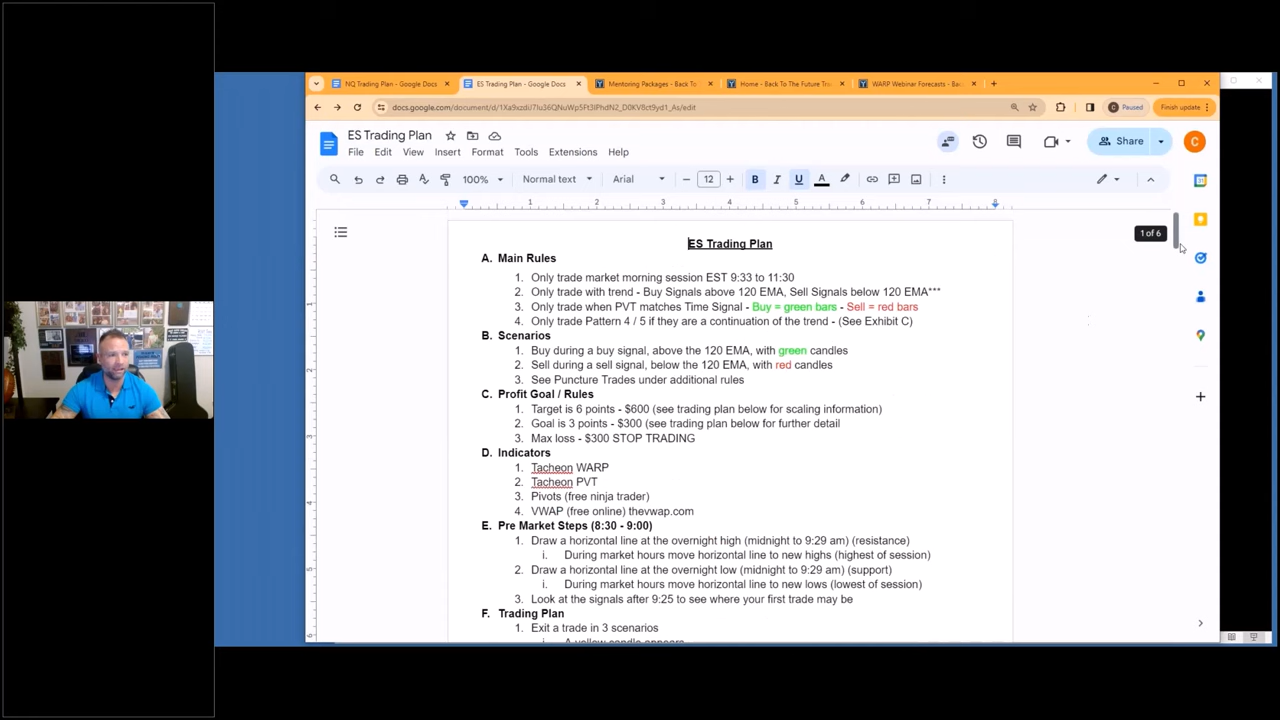 NQ Trading Plan - Google Docs
ES Trading Plan - Google Docs
Mentoring Packages - Back To
Home - Back To The Future Tra
WARP Webinar Forecasts - Bac
Paused
Finish update
ES Trading Plan
File Edit View Insert Format Tools Extensions Help
Share
C
100% Normal text Arial 12 B I U A
1 2 3 4 5 6 7 8
1 of 6
ES Trading Plan
A. Main Rules
1. Only trade market morning session EST 9:33 to 11:30
2. Only trade with trend - Buy Signals above 120 EMA, Sell Signals below 120 EMA***
3. Only trade when PVT matches Time Signal - Buy = green bars - Sell = red bars
4. Only trade Pattern 4 / 5 if they are a continuation of the trend - (See Exhibit C)
B. Scenarios
1. Buy during a buy signal, above the 120 EMA, with green candles
2. Sell during a sell signal, below the 120 EMA, with red candles
3. See Puncture Trades under additional rules
C. Profit Goal / Rules
1. Target is 6 points - $600 (see trading plan below for scaling information)
2. Goal is 3 points - $300 (see trading plan below for further detail
3. Max loss - $300 STOP TRADING
D. Indicators
1. Tacheon WARP
2. Tacheon PVT
3. Pivots (free ninja trader)
4. VWAP (free online) thevwap.com
E. Pre Market Steps (8:30 - 9:00)
1. Draw a horizontal line at the overnight high (midnight to 9:29 am) (resistance)
i. During market hours move horizontal line to new highs (highest of session)
2. Draw a horizontal line at the overnight low (midnight to 9:29 am) (support)
i. During market hours move horizontal line to new lows (lowest of session)
3. Look at the signals after 9:25 to see where your first trade may be
F. Trading Plan
1. Exit a trade in 3 scenarios
i. A yellow candle appears